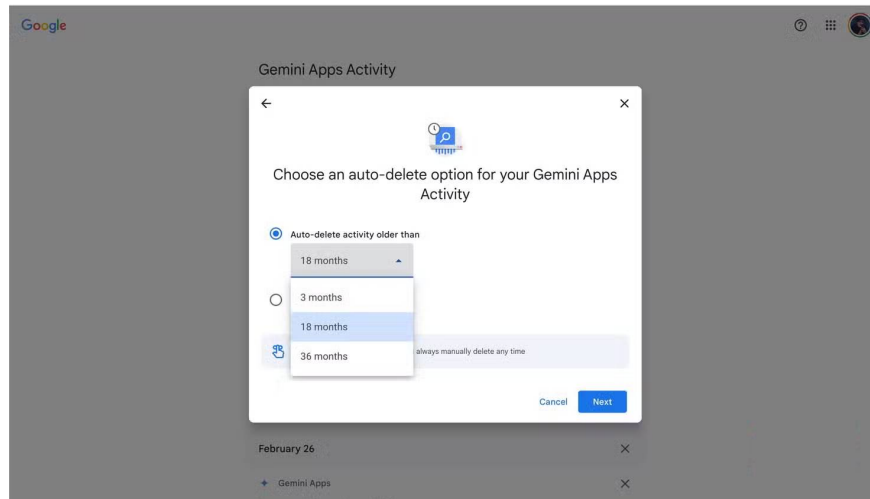 Google
Gemini Apps Activity
Choose an auto-delete option for your Gemini Apps
Activity
Auto-delete activity older than
18 months
3 months
18 months
36 months
always manually delete any time
Cancel
Next
February 26
Gemini Apps